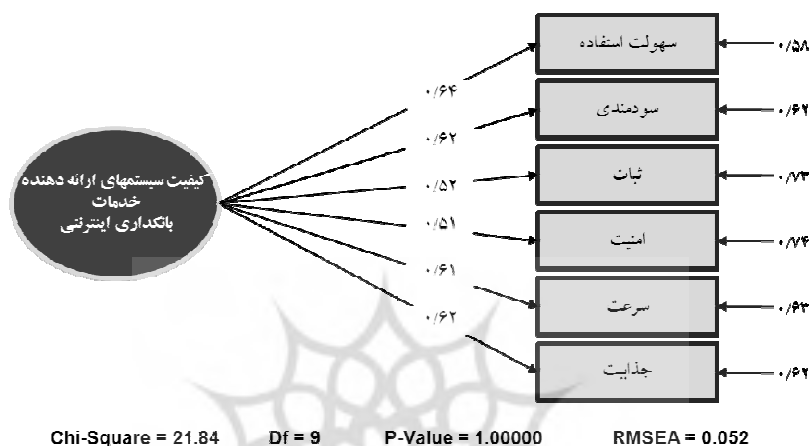 سهولت استفاده
۰/۵۸
۰/۶۴
سودمندی
۰/۶۲
۰/۶۲
ثبات
۰/۷۳
۰/۵۲
کیفیت سیستمهای ارائه دهنده
خدمات
بانکداری اینترنتی
امنیت
۰/۷۴
۰/۵۱
سرعت
۰/۶۳
۰/۶۱
جذابیت
۰/۶۲
۰/۶۲
Chi-Square = 21.84 Df = 9 P-Value = 1.00000 RMSEA = 0.052